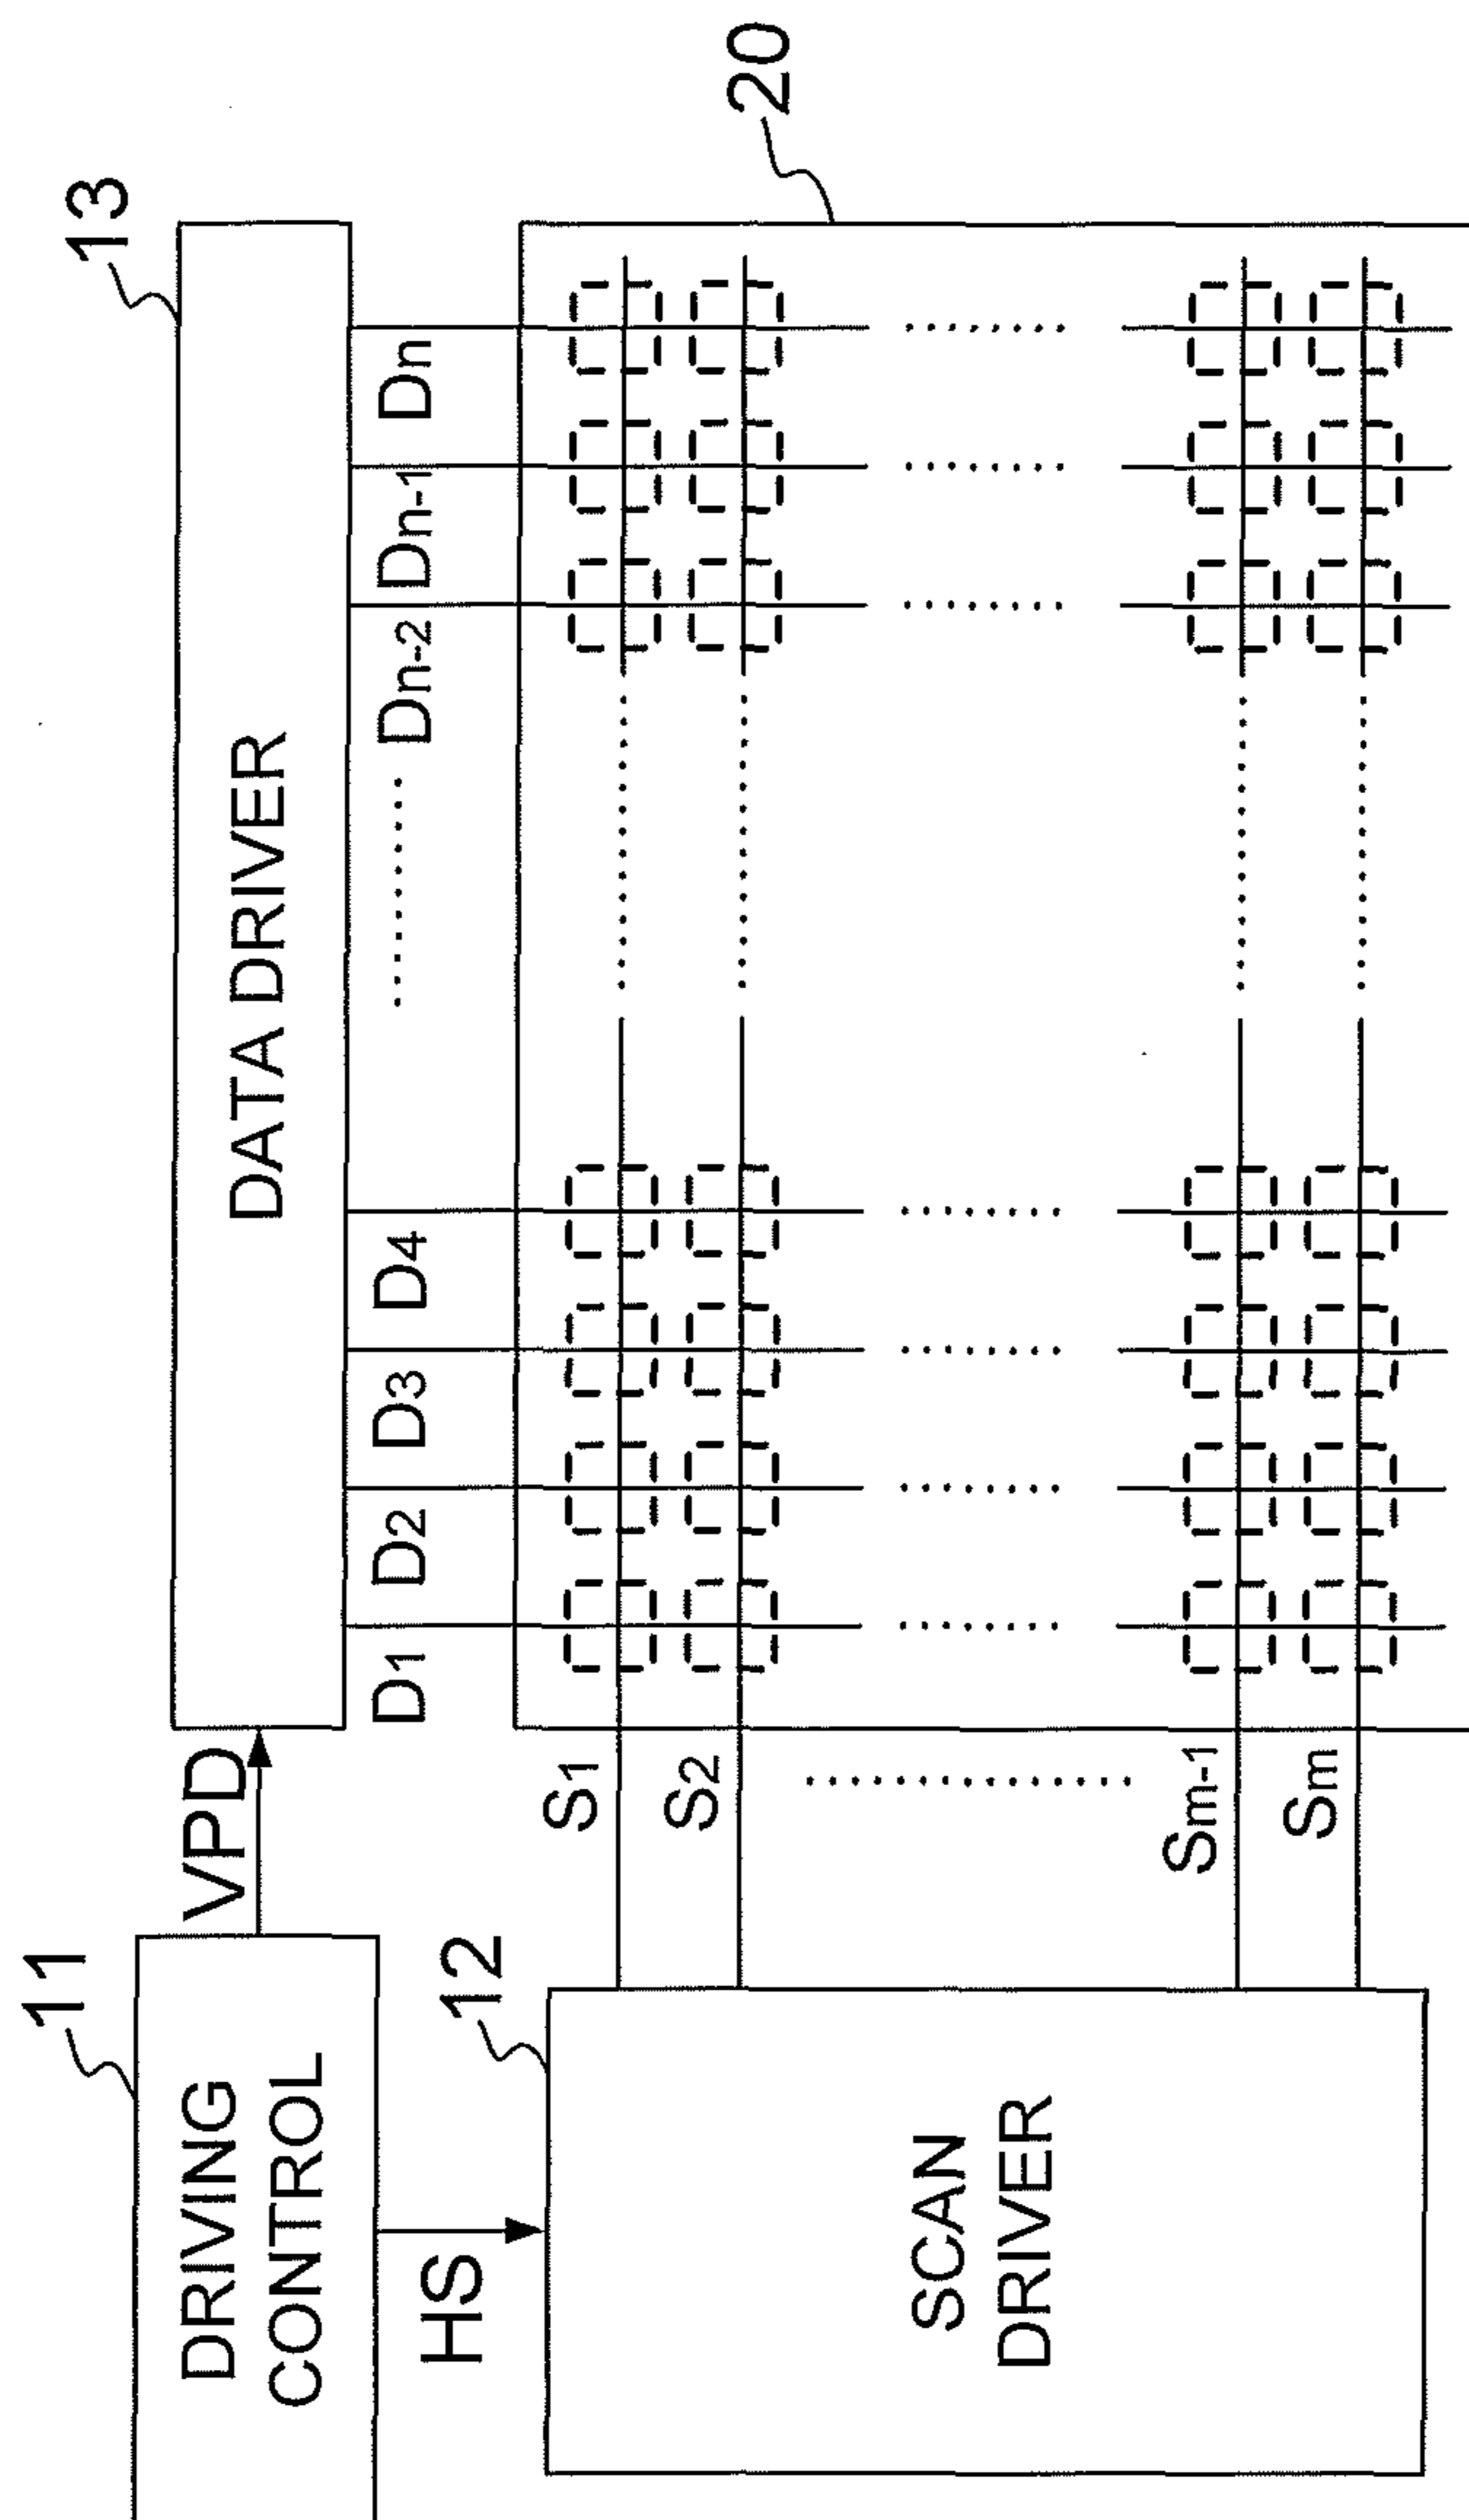 11
DRIVING
CONTROL
VPD
13
DATA DRIVER
HS
12
SCAN
DRIVER
D1
D2
D3
D4
Dn-2
Dn-1
Dn
20
S1
S2
Sm-1
Sm